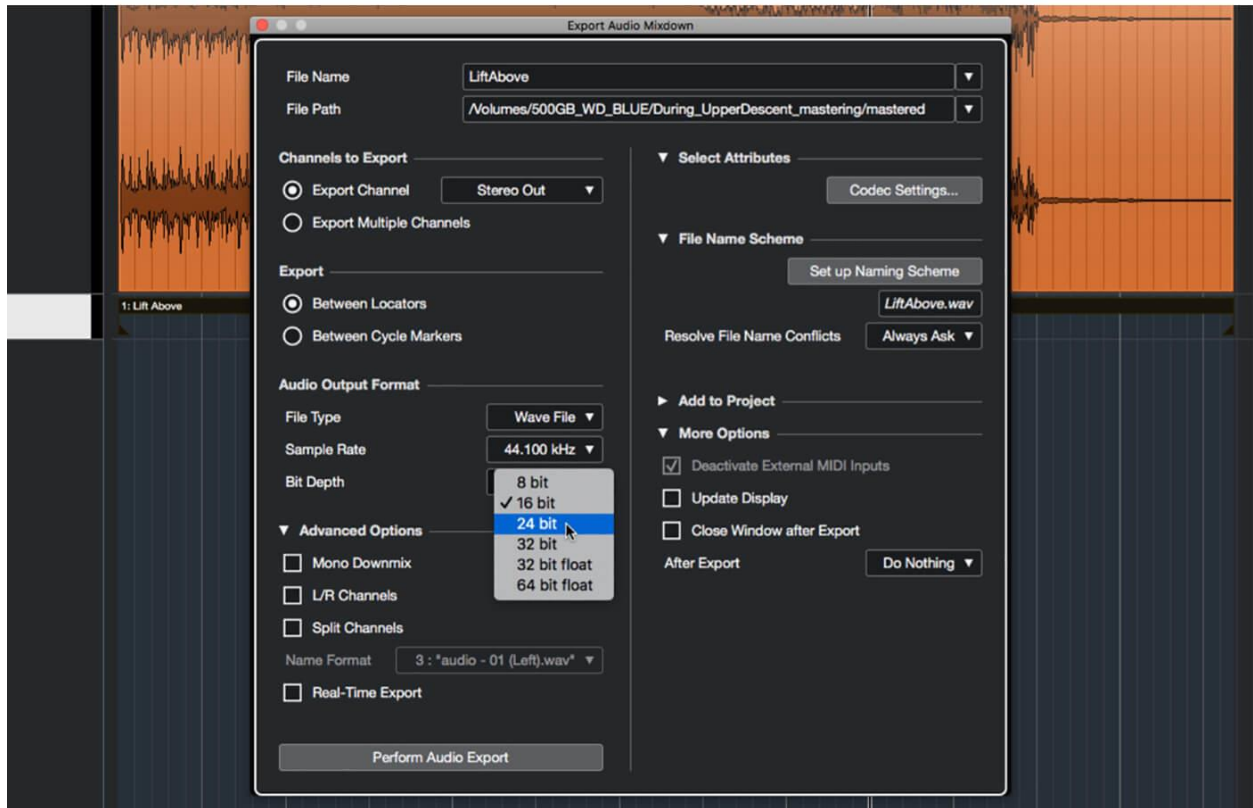 Export Audio Mixdown
File Name LiftAbove
File Path /Volumes/500GB_WD_BLUE/During_UpperDescent_mastering/mastered
Channels to Export
Export Channel Stereo Out
Export Multiple Channels
Export
Between Locators
Between Cycle Markers
Audio Output Format
File Type Wave File
Sample Rate 44.100 kHz
Bit Depth
8 bit
✓ 16 bit
24 bit
32 bit
32 bit float
64 bit float
Advanced Options
Mono Downmix
L/R Channels
Split Channels
Name Format 3 : "audio - 01 (Left).wav"
Real-Time Export
Perform Audio Export
Select Attributes
Codec Settings...
File Name Scheme
Set up Naming Scheme
LiftAbove.wav
Resolve File Name Conflicts Always Ask
Add to Project
More Options
Deactivate External MIDI Inputs
Update Display
Close Window after Export
After Export Do Nothing
1: Lift Above